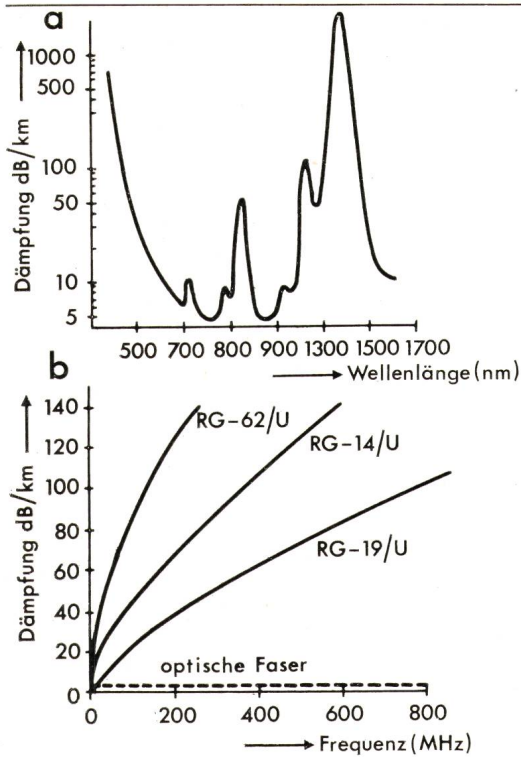 a
Dämpfung dB/km
1000
500
100
50
10
5
500 700 800 900 1300 1500 1700
Wellenlänge (nm)
b
Dämpfung dB/km
140
120
100
80
60
40
20
0
RG-62/U
RG-14/U
RG-19/U
optische Faser
0 200 400 600 800
Frequenz (MHz)